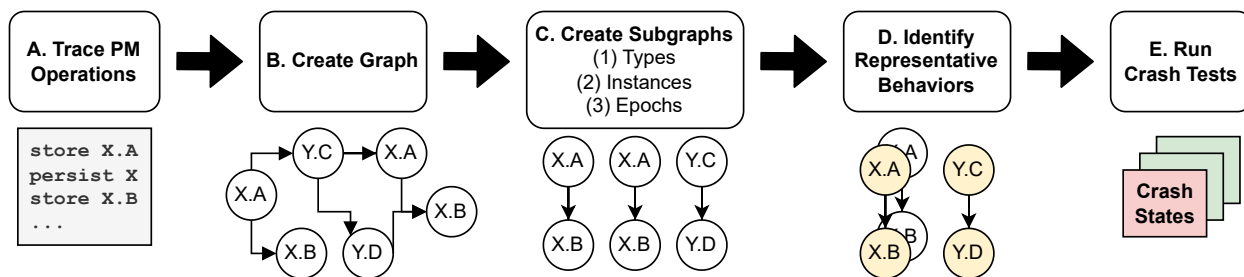 A. Trace PM
Operations
B. Create Graph
C. Create Subgraphs
(1) Types
(2) Instances
(3) Epochs
D. Identify
Representative
Behaviors
E. Run
Crash Tests
store X.A
persist X
store X.B
...
X.A
Y.C
X.A
X.B
X.B
Y.D
X.A
X.A
Y.C
X.B
X.B
Y.D
X.A
Y.C
X.B
Y.D
Crash
States